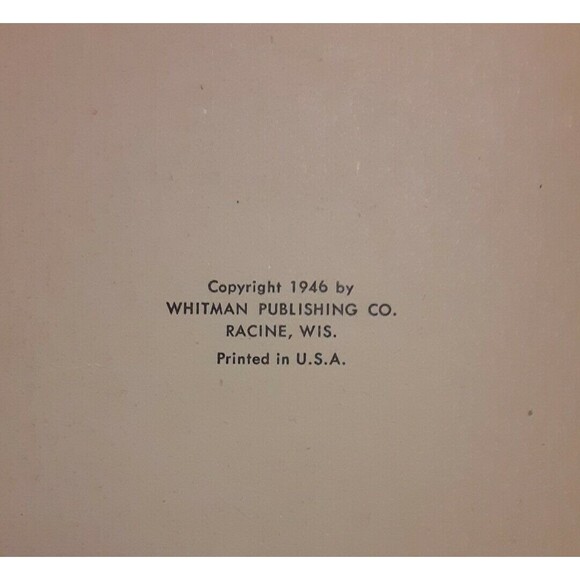 Copyright 1946 by
WHITMAN PUBLISHING CO.
RACINE, WIS.
Printed in U.S.A.